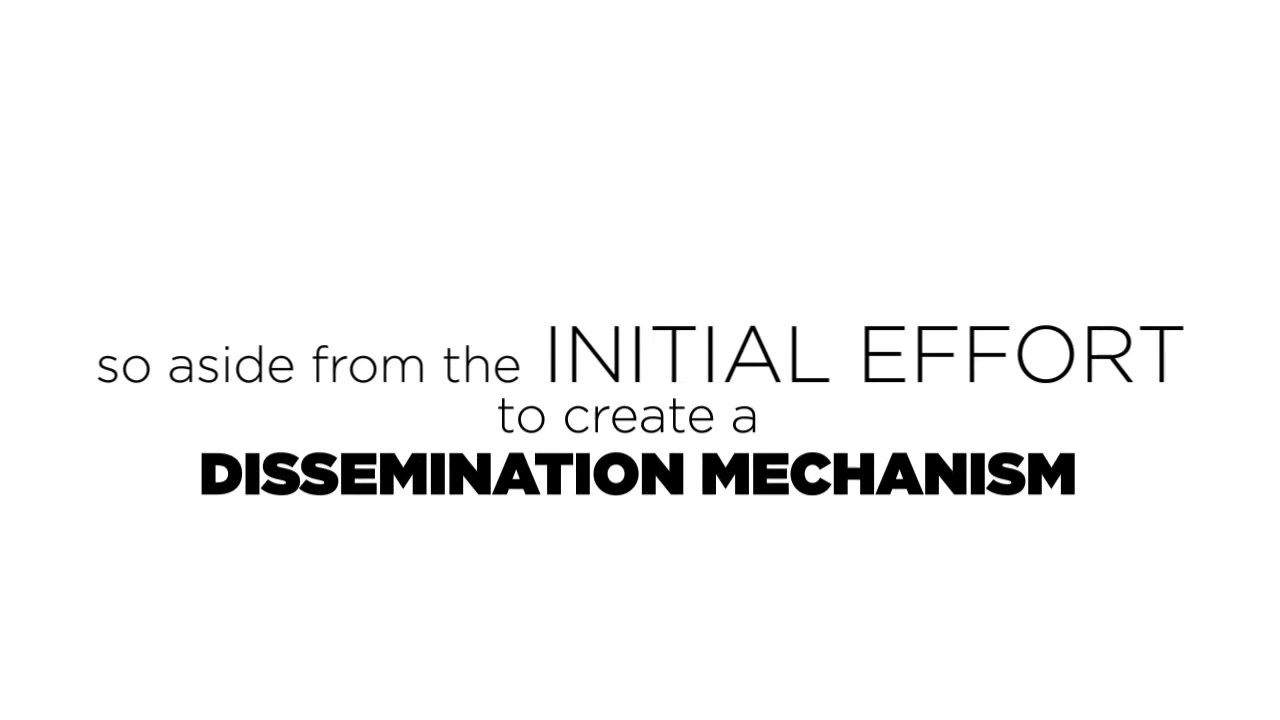 so aside from the INITIAL EFFORT
to create a
DISSEMINATION MECHANISM